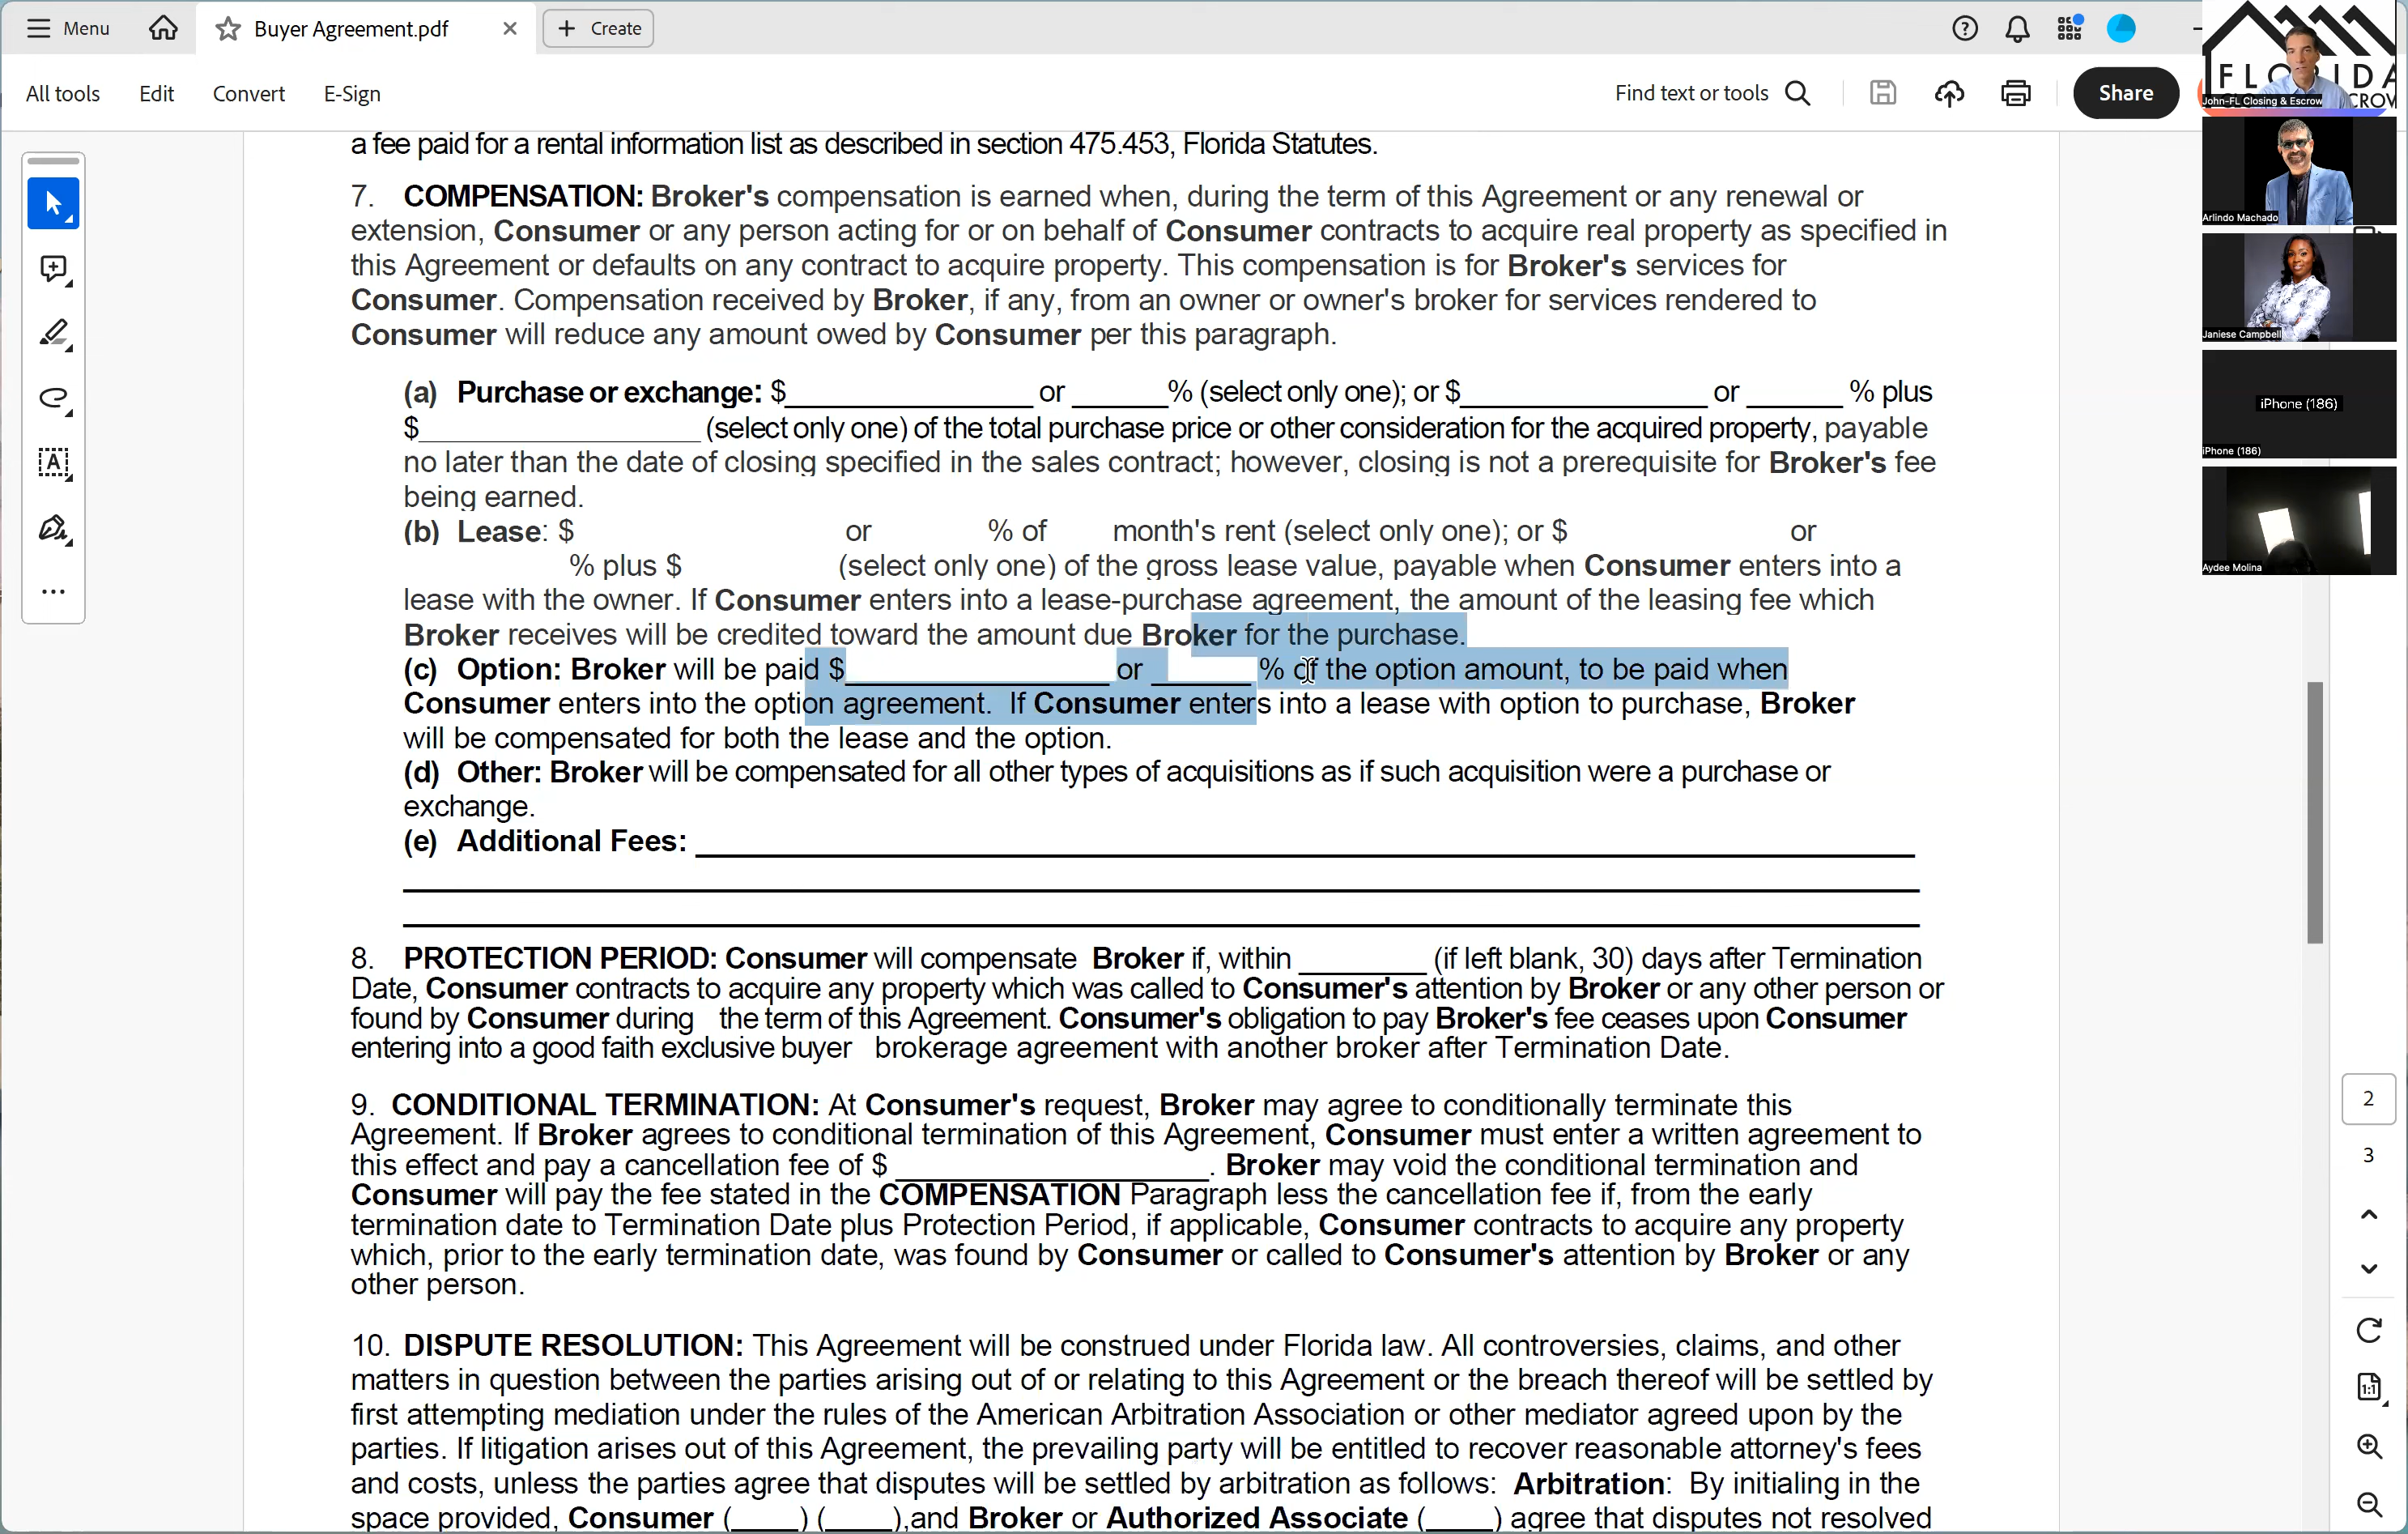 Menu
Buyer Agreement.pdf
Create
All tools
Edit
Convert
E-Sign
Find text or tools
Share
a fee paid for a rental information list as described in section 475.453, Florida Statutes.
7. COMPENSATION: Broker's compensation is earned when, during the term of this Agreement or any renewal or
extension, Consumer or any person acting for or on behalf of Consumer contracts to acquire real property as specified in
this Agreement or defaults on any contract to acquire property. This compensation is for Broker's services for
Consumer. Compensation received by Broker, if any, from an owner or owner's broker for services rendered to
Consumer will reduce any amount owed by Consumer per this paragraph.
(a) Purchase or exchange: $________________ or ______% (select only one); or $________________ or ______ % plus
$__________________ (select only one) of the total purchase price or other consideration for the acquired property, payable
no later than the date of closing specified in the sales contract; however, closing is not a prerequisite for Broker's fee
being earned.
(b) Lease: $ or % of month's rent (select only one); or $ or
% plus $ (select only one) of the gross lease value, payable when Consumer enters into a
lease with the owner. If Consumer enters into a lease-purchase agreement, the amount of the leasing fee which
Broker receives will be credited toward the amount due Broker for the purchase.
(c) Option: Broker will be paid $________________ or ______ % of the option amount, to be paid when
Consumer enters into the option agreement. If Consumer enters into a lease with option to purchase, Broker
will be compensated for both the lease and the option.
(d) Other: Broker will be compensated for all other types of acquisitions as if such acquisition were a purchase or
exchange.
(e) Additional Fees: ________________
8. PROTECTION PERIOD: Consumer will compensate Broker if, within ________ (if left blank, 30) days after Termination
Date, Consumer contracts to acquire any property which was called to Consumer's attention by Broker or any other person or
found by Consumer during the term of this Agreement. Consumer's obligation to pay Broker's fee ceases upon Consumer
entering into a good faith exclusive buyer brokerage agreement with another broker after Termination Date.
9. CONDITIONAL TERMINATION: At Consumer's request, Broker may agree to conditionally terminate this
Agreement. If Broker agrees to conditional termination of this Agreement, Consumer must enter a written agreement to
this effect and pay a cancellation fee of $____________________. Broker may void the conditional termination and
Consumer will pay the fee stated in the COMPENSATION Paragraph less the cancellation fee if, from the early
termination date to Termination Date plus Protection Period, if applicable, Consumer contracts to acquire any property
which, prior to the early termination date, was found by Consumer or called to Consumer's attention by Broker or any
other person.
10. DISPUTE RESOLUTION: This Agreement will be construed under Florida law. All controversies, claims, and other
matters in question between the parties arising out of or relating to this Agreement or the breach thereof will be settled by
first attempting mediation under the rules of the American Arbitration Association or other mediator agreed upon by the
parties. If litigation arises out of this Agreement, the prevailing party will be entitled to recover reasonable attorney's fees
and costs, unless the parties agree that disputes will be settled by arbitration as follows: Arbitration: By initialing in the
space provided, Consumer (____) (____),and Broker or Authorized Associate (____) agree that disputes not resolved
John-FL Closing & Escrow
Arlindo Machado
Janiese Campbell
iPhone (186)
iPhone (186)
Aydee Molina
2
3
1:1